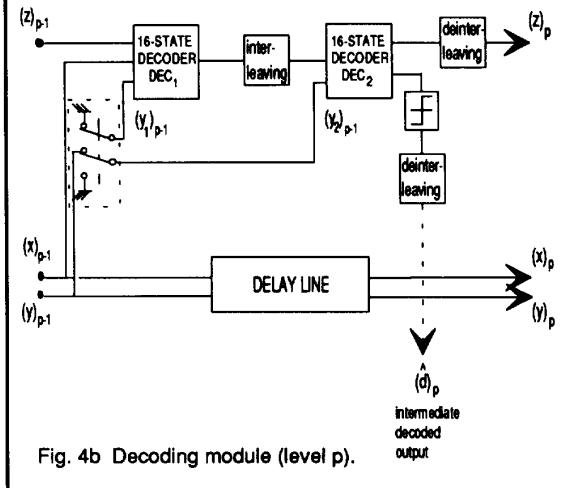 (z)p-1
16-STATE
DECODER
DEC1
inter-
leaving
16-STATE
DECODER
DEC2
deinter-
leaving
(z)p
(y1)p-1
(y2)p-1
deinter-
leaving
(x)p-1
(y)p-1
DELAY LINE
(x)p
(y)p
(d̂)p
intermediate
decoded
output
Fig. 4b Decoding module (level p).